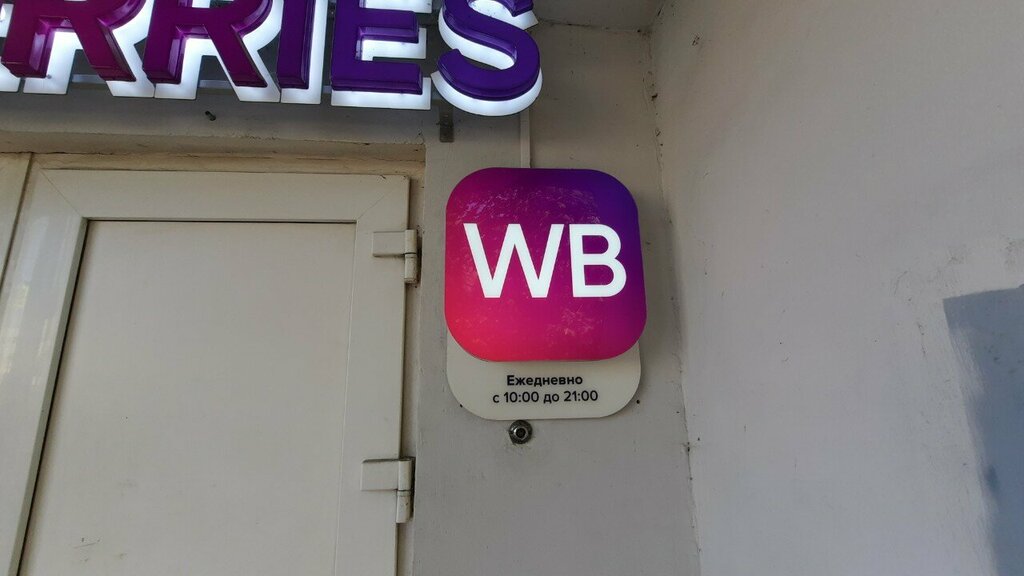 RRIES
WB
Ежедневно
с 10:00 до 21:00